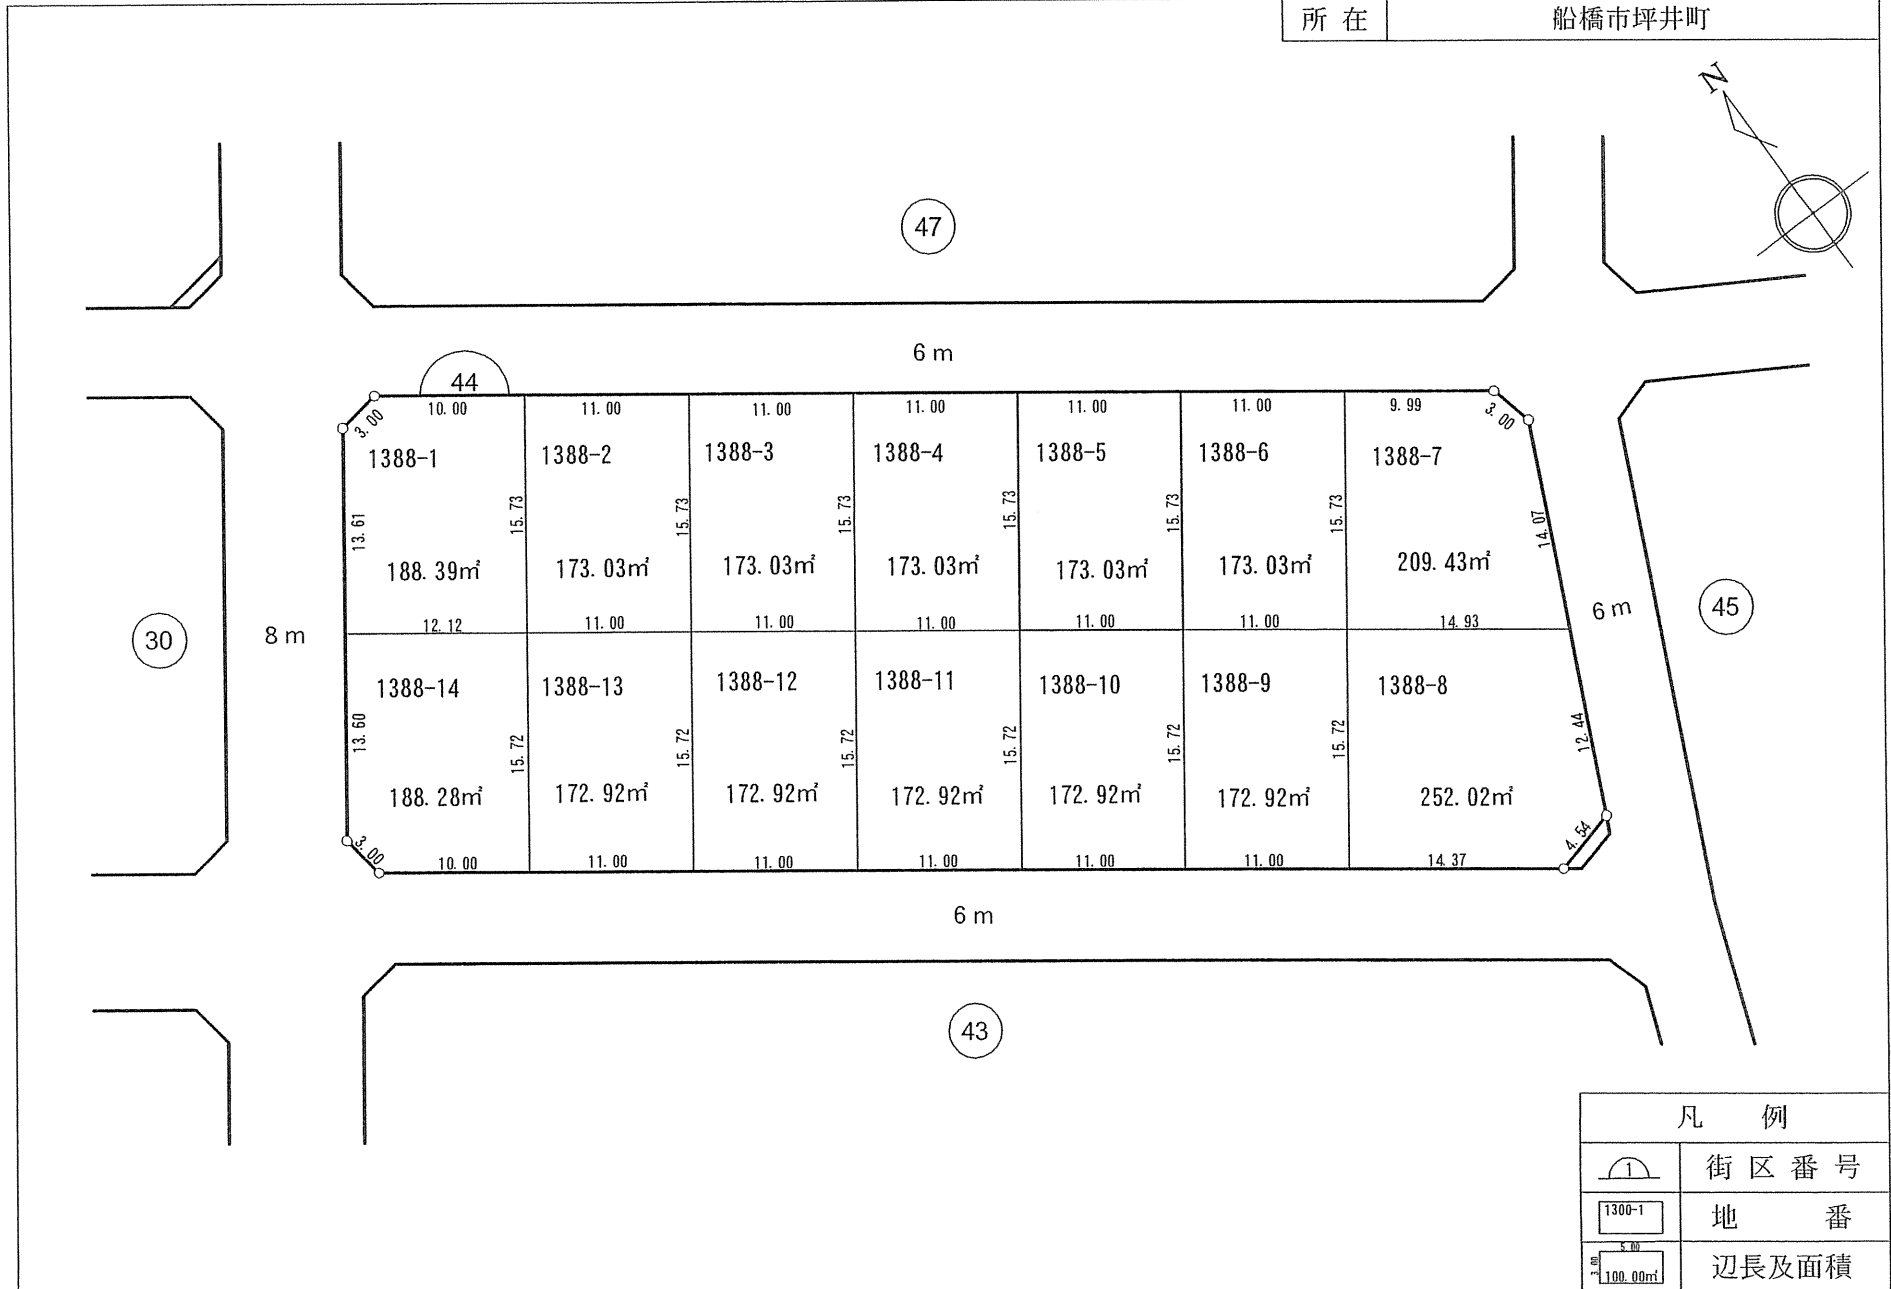 所 在 船橋市坪井町
N
47
6 m
44
10.00 11.00 11.00 11.00 11.00 11.00 9.99
3.00 3.00
1388-1 1388-2 1388-3 1388-4 1388-5 1388-6 1388-7
13.61 15.73 15.73 15.73 15.73 15.73 15.73 14.07
188.39㎡ 173.03㎡ 173.03㎡ 173.03㎡ 173.03㎡ 173.03㎡ 209.43㎡
12.12 11.00 11.00 11.00 11.00 11.00 14.93
30 8 m 6 m 45
1388-14 1388-13 1388-12 1388-11 1388-10 1388-9 1388-8
13.60 15.72 15.72 15.72 15.72 15.72 15.72 12.44
188.28㎡ 172.92㎡ 172.92㎡ 172.92㎡ 172.92㎡ 172.92㎡ 252.02㎡
3.00 4.54
10.00 11.00 11.00 11.00 11.00 11.00 14.37
6 m
43
凡 例
1 街 区 番 号
1300-1 地 番
5.00
3.00 100.00㎡ 辺長及面積